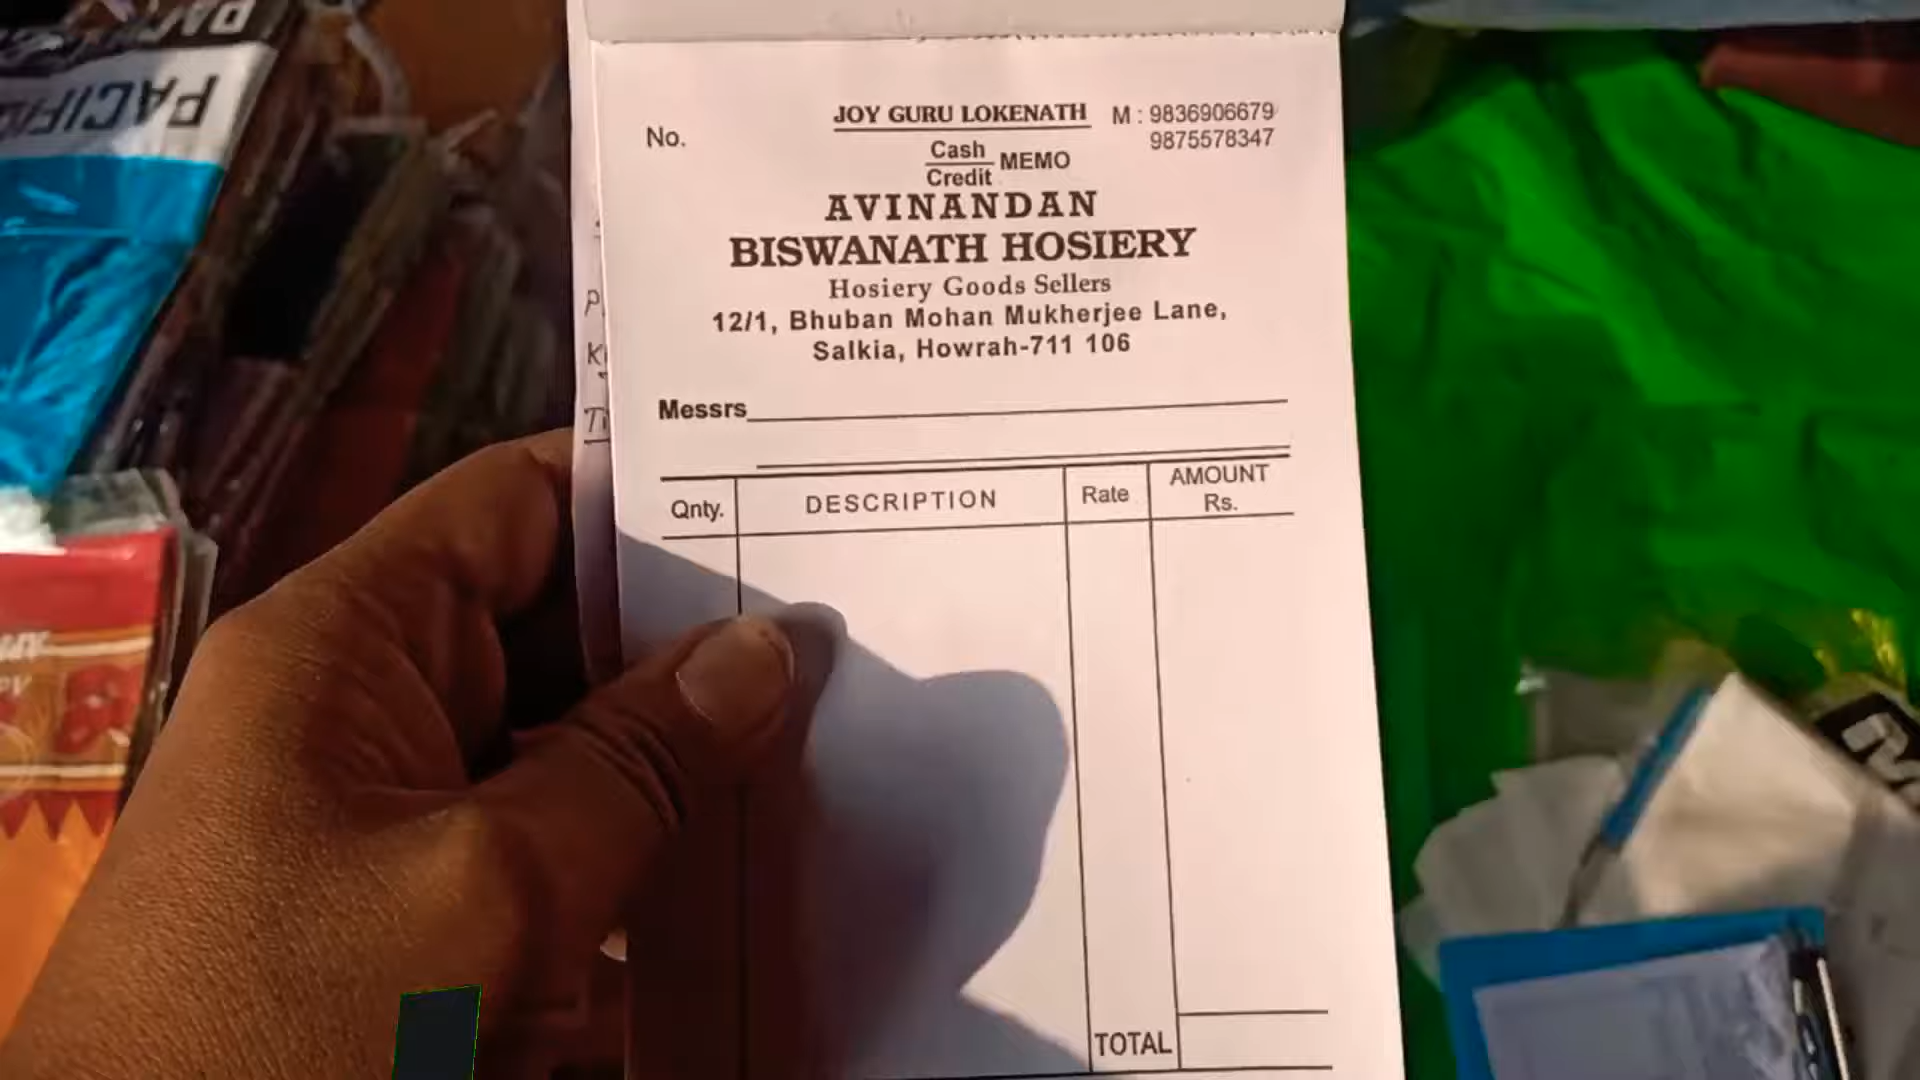 PACIFIC
No.
JOY GURU LOKENATH
M : 9836906679
9875578347
Cash
Credit
MEMO
AVINANDAN
BISWANATH HOSIERY
Hosiery Goods Sellers
12/1, Bhuban Mohan Mukherjee Lane,
Salkia, Howrah-711 106
Messrs
Qnty. DESCRIPTION Rate AMOUNT
Rs.
TOTAL